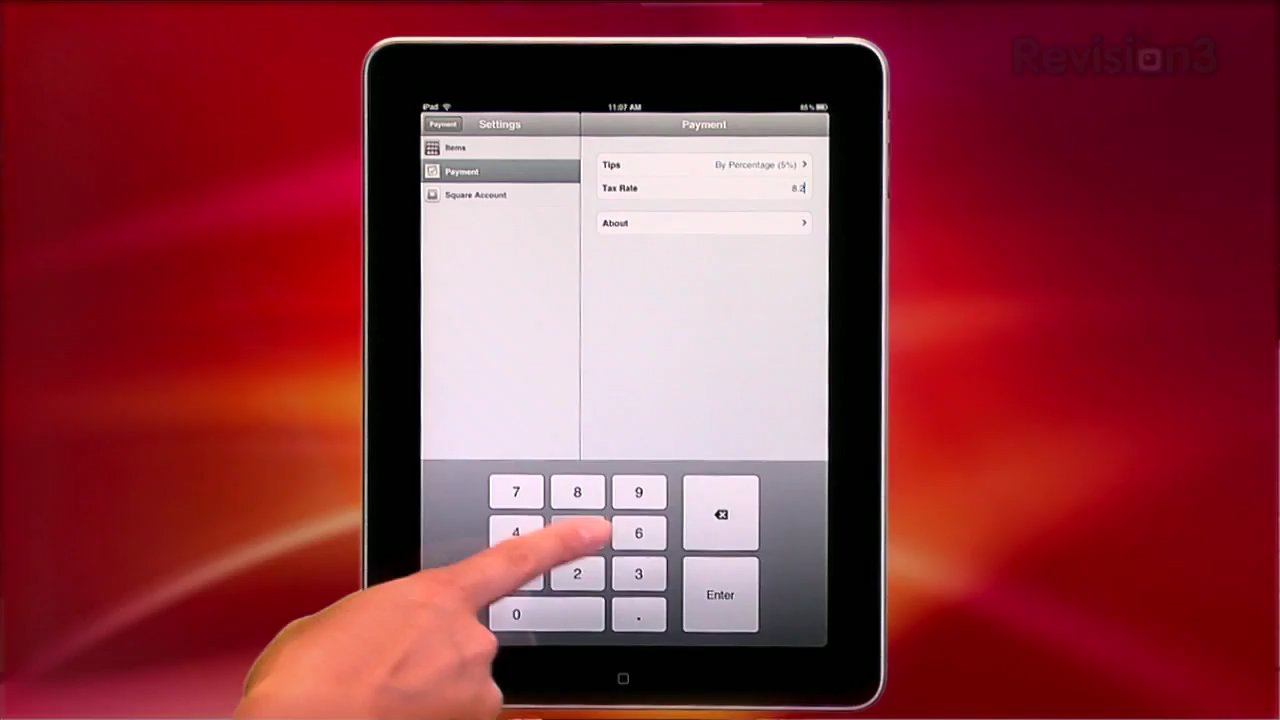 Revision3
iPad 11:07 AM 85%
Payment Settings Payment
Items
Payment
Square Account
Tips By Percentage (5%)
Tax Rate 8.2
About
7 8 9
4 6
2 3
Enter
0 .